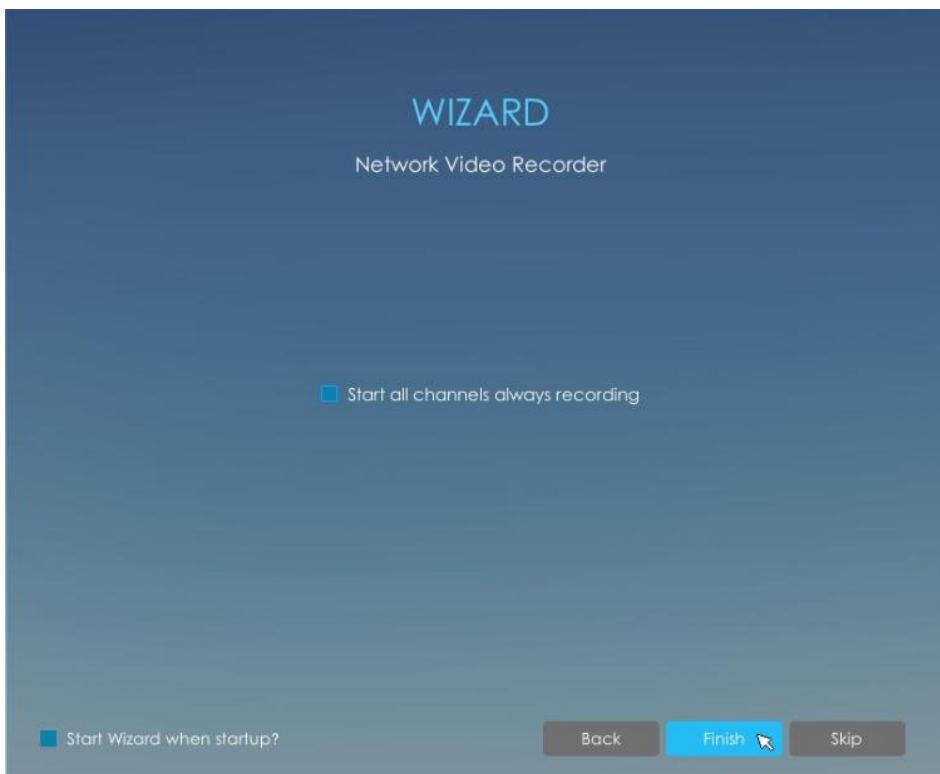 WIZARD
Network Video Recorder
Start all channels always recording
Start Wizard when startup?
Back
Finish
Skip